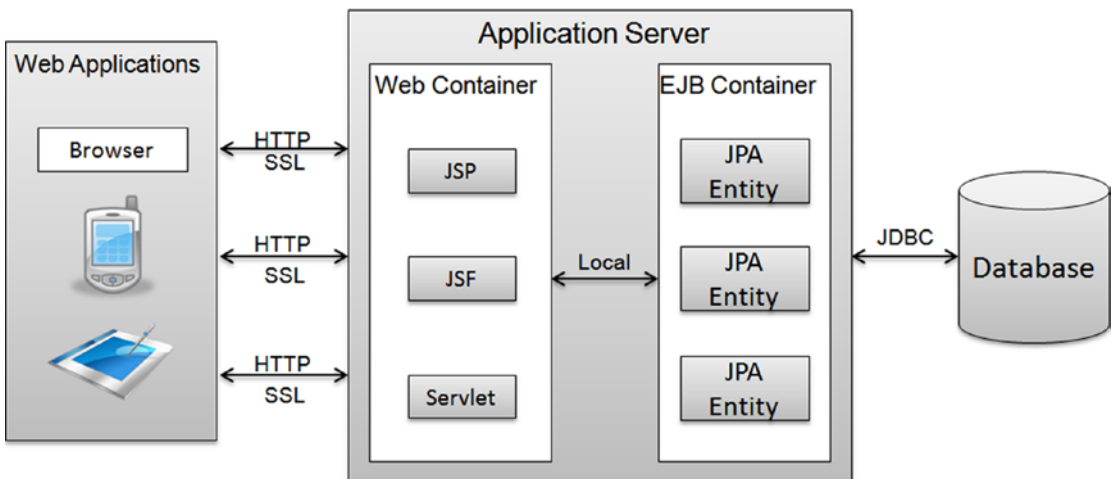 Web Applications
Browser
HTTP
SSL
HTTP
SSL
HTTP
SSL
Application Server
Web Container
JSP
JSF
Servlet
Local
EJB Container
JPA
Entity
JPA
Entity
JPA
Entity
JDBC
Database